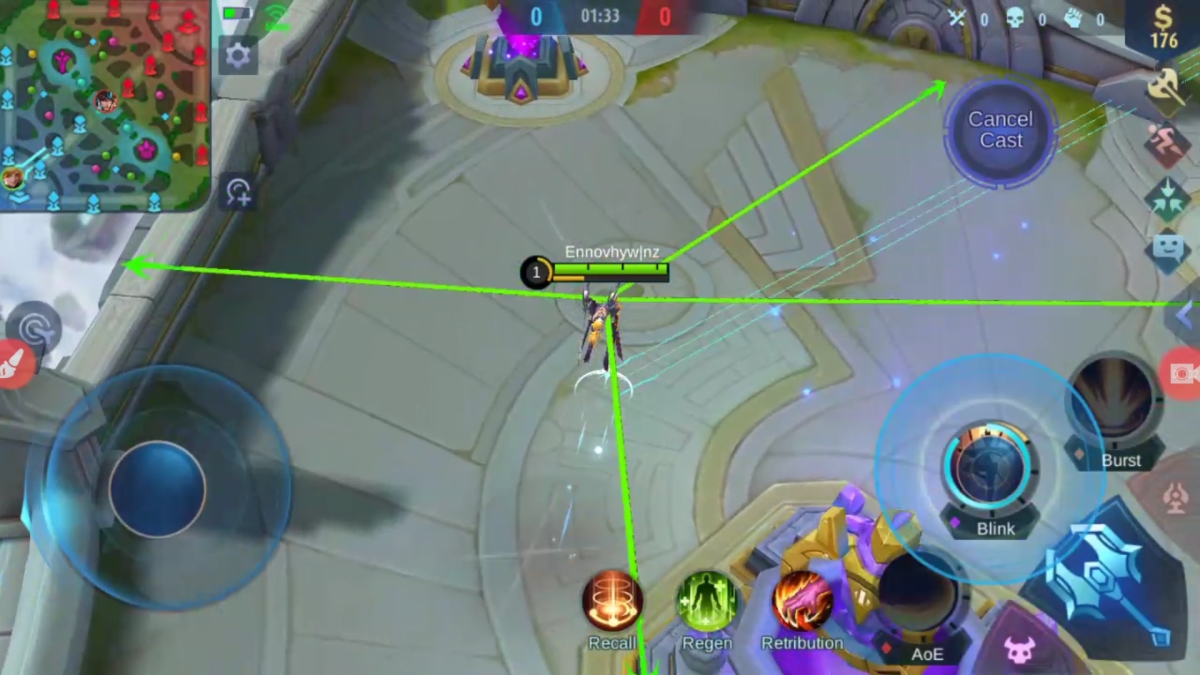 0 01:33 0
0 0 0
$
176
Cancel
Cast
Ennovhyw|nz
1
Burst
Blink
Recall
Regen
Retribution
AoE